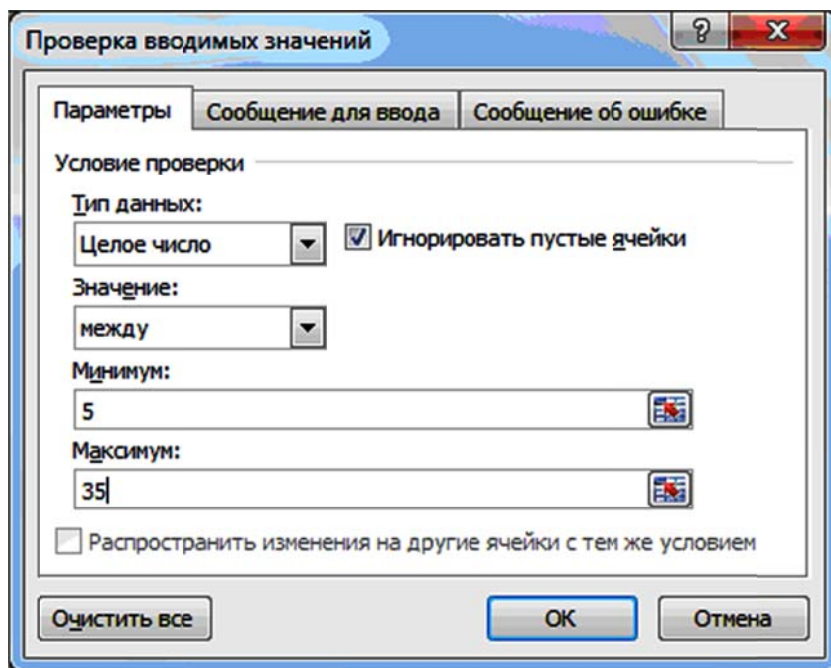 Проверка вводимых значений
?
X
Параметры
Сообщение для ввода
Сообщение об ошибке
Условие проверки
Тип данных:
Целое число
Игнорировать пустые ячейки
Значение:
между
Минимум:
5
Максимум:
35
Распространить изменения на другие ячейки с тем же условием
Очистить все
ОК
Отмена